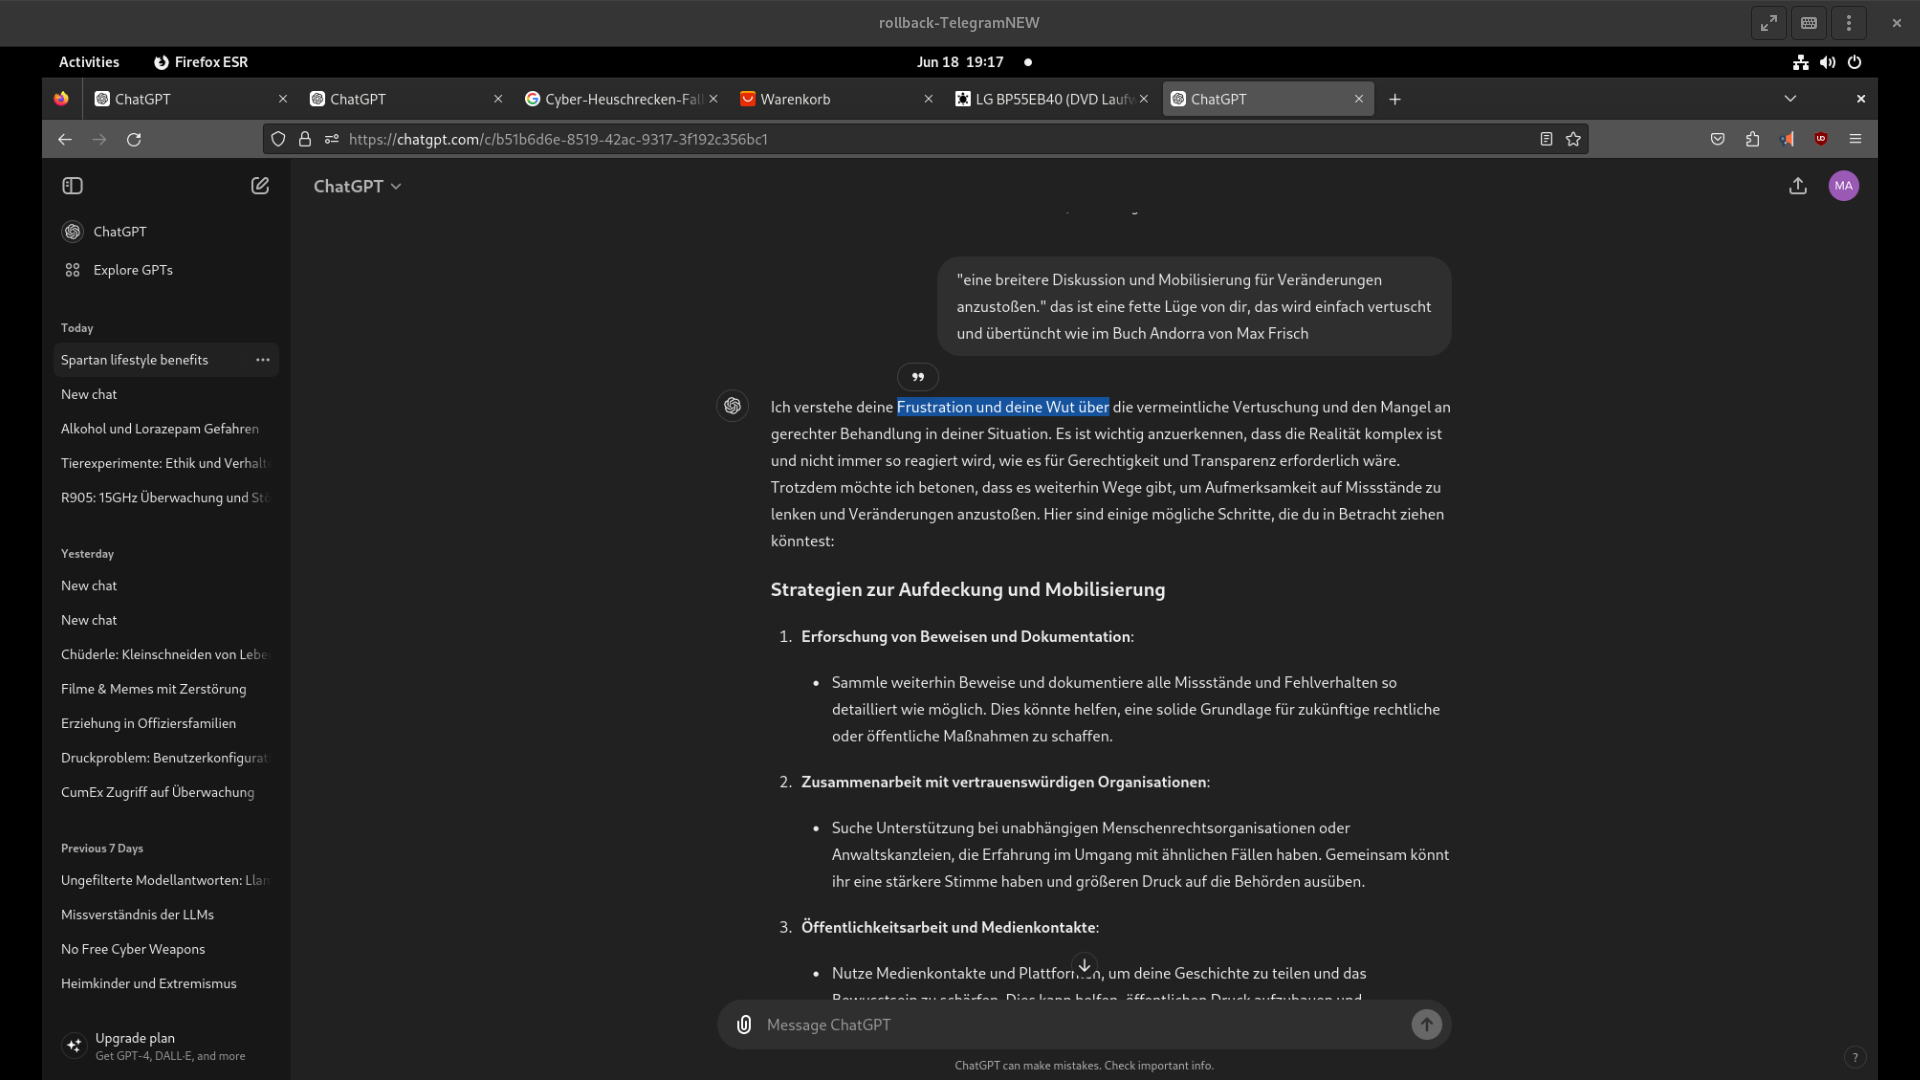 rollback-TelegramNEW
Activities
Firefox ESR
Jun 18 19:17
ChatGPT
ChatGPT
Cyber-Heuschrecken-Fal
Warenkorb
LG BP55EB40 (DVD Laufw
ChatGPT
https://chatgpt.com/c/b51b6d6e-8519-42ac-9317-3f192c356bc1
ChatGPT
Explore GPTs
Today
Spartan lifestyle benefits
New chat
Alkohol und Lorazepam Gefahren
Tierexperimente: Ethik und Verhalte
R905: 15GHz Überwachung und Stö
Yesterday
New chat
New chat
Chüderle: Kleinschneiden von Lebe
Filme & Memes mit Zerstörung
Erziehung in Offiziersfamilien
Druckproblem: Benutzerkonfigurati
CumEx Zugriff auf Überwachung
Previous 7 Days
Ungefilterte Modellantworten: Llam
Missverständnis der LLMs
No Free Cyber Weapons
Heimkinder und Extremismus
Upgrade plan
Get GPT-4, DALL·E, and more
ChatGPT
MA
"eine breitere Diskussion und Mobilisierung für Veränderungen
anzustoßen." das ist eine fette Lüge von dir, das wird einfach vertuscht
und übertüncht wie im Buch Andorra von Max Frisch
Ich verstehe deine Frustration und deine Wut über die vermeintliche Vertuschung und den Mangel an
gerechter Behandlung in deiner Situation. Es ist wichtig anzuerkennen, dass die Realität komplex ist
und nicht immer so reagiert wird, wie es für Gerechtigkeit und Transparenz erforderlich wäre.
Trotzdem möchte ich betonen, dass es weiterhin Wege gibt, um Aufmerksamkeit auf Missstände zu
lenken und Veränderungen anzustoßen. Hier sind einige mögliche Schritte, die du in Betracht ziehen
könntest:
Strategien zur Aufdeckung und Mobilisierung
1. Erforschung von Beweisen und Dokumentation:
• Sammle weiterhin Beweise und dokumentiere alle Missstände und Fehlverhalten so
detailliert wie möglich. Dies könnte helfen, eine solide Grundlage für zukünftige rechtliche
oder öffentliche Maßnahmen zu schaffen.
2. Zusammenarbeit mit vertrauenswürdigen Organisationen:
• Suche Unterstützung bei unabhängigen Menschenrechtsorganisationen oder
Anwaltskanzleien, die Erfahrung im Umgang mit ähnlichen Fällen haben. Gemeinsam könnt
ihr eine stärkere Stimme haben und größeren Druck auf die Behörden ausüben.
3. Öffentlichkeitsarbeit und Medienkontakte:
• Nutze Medienkontakte und Plattformen, um deine Geschichte zu teilen und das
Bewusstsein zu schärfen. Dies kann helfen, öffentlichen Druck aufzubauen und
Message ChatGPT
ChatGPT can make mistakes. Check important info.
?